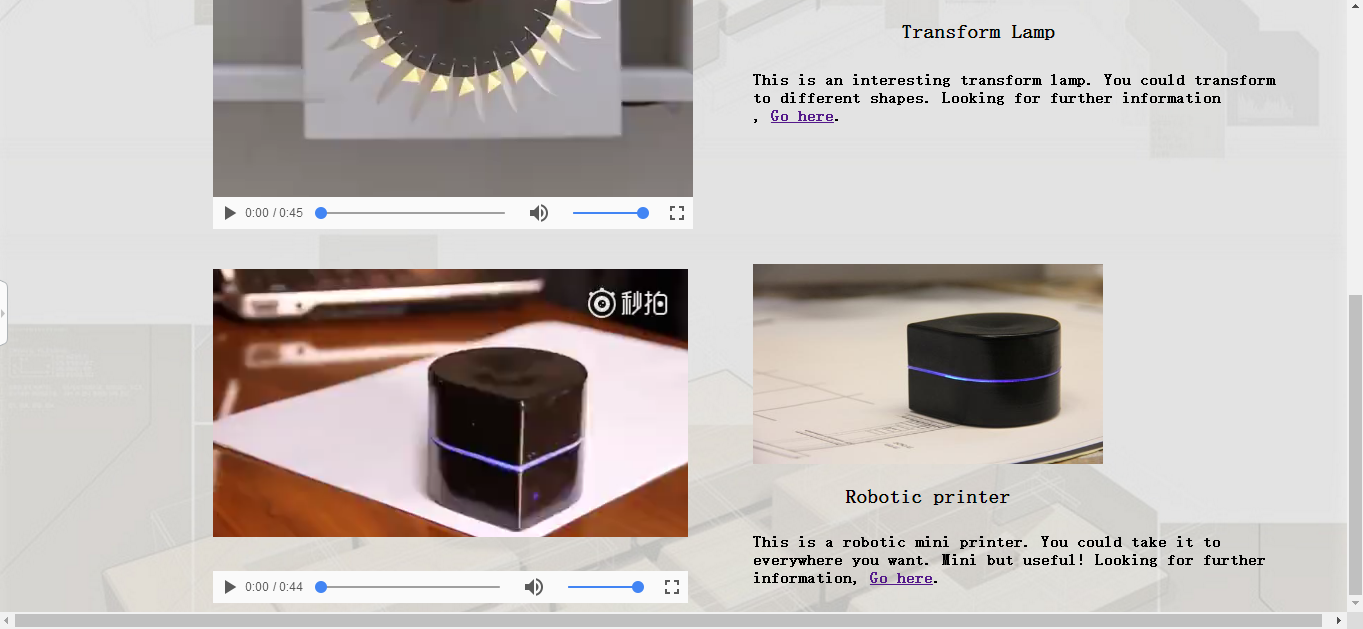 Transform Lamp
This is an interesting transform lamp. You could transform
to different shapes. Looking for further information
, Go here.
0:00 / 0:45
秒拍
Robotic printer
This is a robotic mini printer. You could take it to
everywhere you want. Mini but useful! Looking for further
information, Go here.
0:00 / 0:44